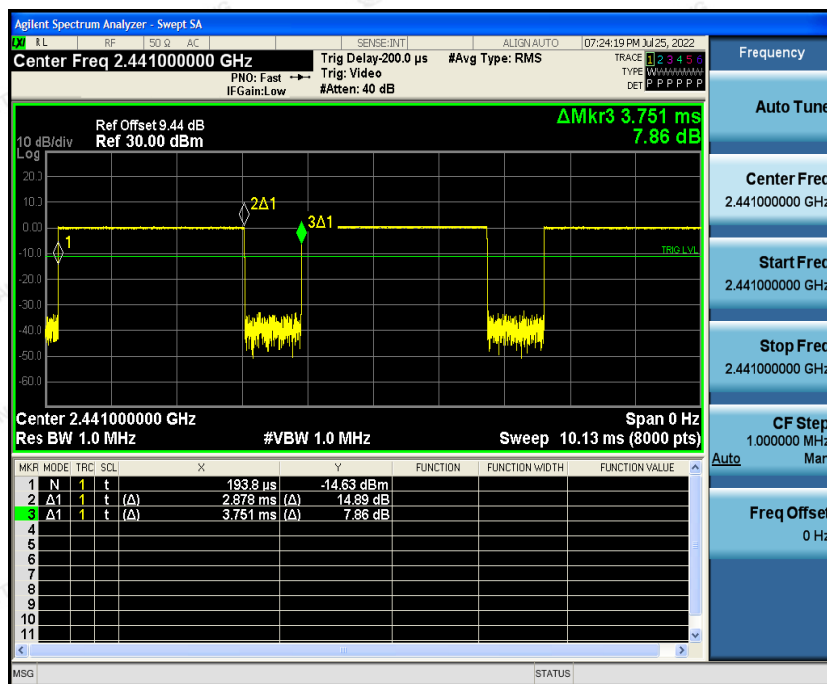 Agilent Spectrum Analyzer - Swept SA
LXI RL RF 50 Ω AC SENSE:INT ALIGN AUTO 07:24:19 PM Jul 25, 2022
Center Freq 2.441000000 GHz
PNO: Fast
IFGain:Low
Trig Delay-200.0 µs
Trig: Video
#Atten: 40 dB
#Avg Type: RMS
TRACE 1 2 3 4 5 6
TYPE WWWWWW
DET P P P P P P
Ref Offset 9.44 dB
10 dB/div Ref 30.00 dBm
Log
ΔMkr3 3.751 ms
7.86 dB
20.0
10.0
0.00
-10.0
-20.0
-30.0
-40.0
-50.0
-60.0
1
2Δ1
3Δ1
TRIG LVL
Center 2.441000000 GHz Span 0 Hz
Res BW 1.0 MHz #VBW 1.0 MHz Sweep 10.13 ms (8000 pts)
MKR MODE TRC SCL X Y FUNCTION FUNCTION WIDTH FUNCTION VALUE
1 N 1 t 193.8 µs -14.63 dBm
2 Δ1 1 t (Δ) 2.878 ms (Δ) 14.89 dB
3 Δ1 1 t (Δ) 3.751 ms (Δ) 7.86 dB
4
5
6
7
8
9
10
11
MSG STATUS
Frequency
Auto Tune
Center Freq
2.441000000 GHz
Start Freq
2.441000000 GHz
Stop Freq
2.441000000 GHz
CF Step
1.000000 MHz
Auto Man
Freq Offset
0 Hz